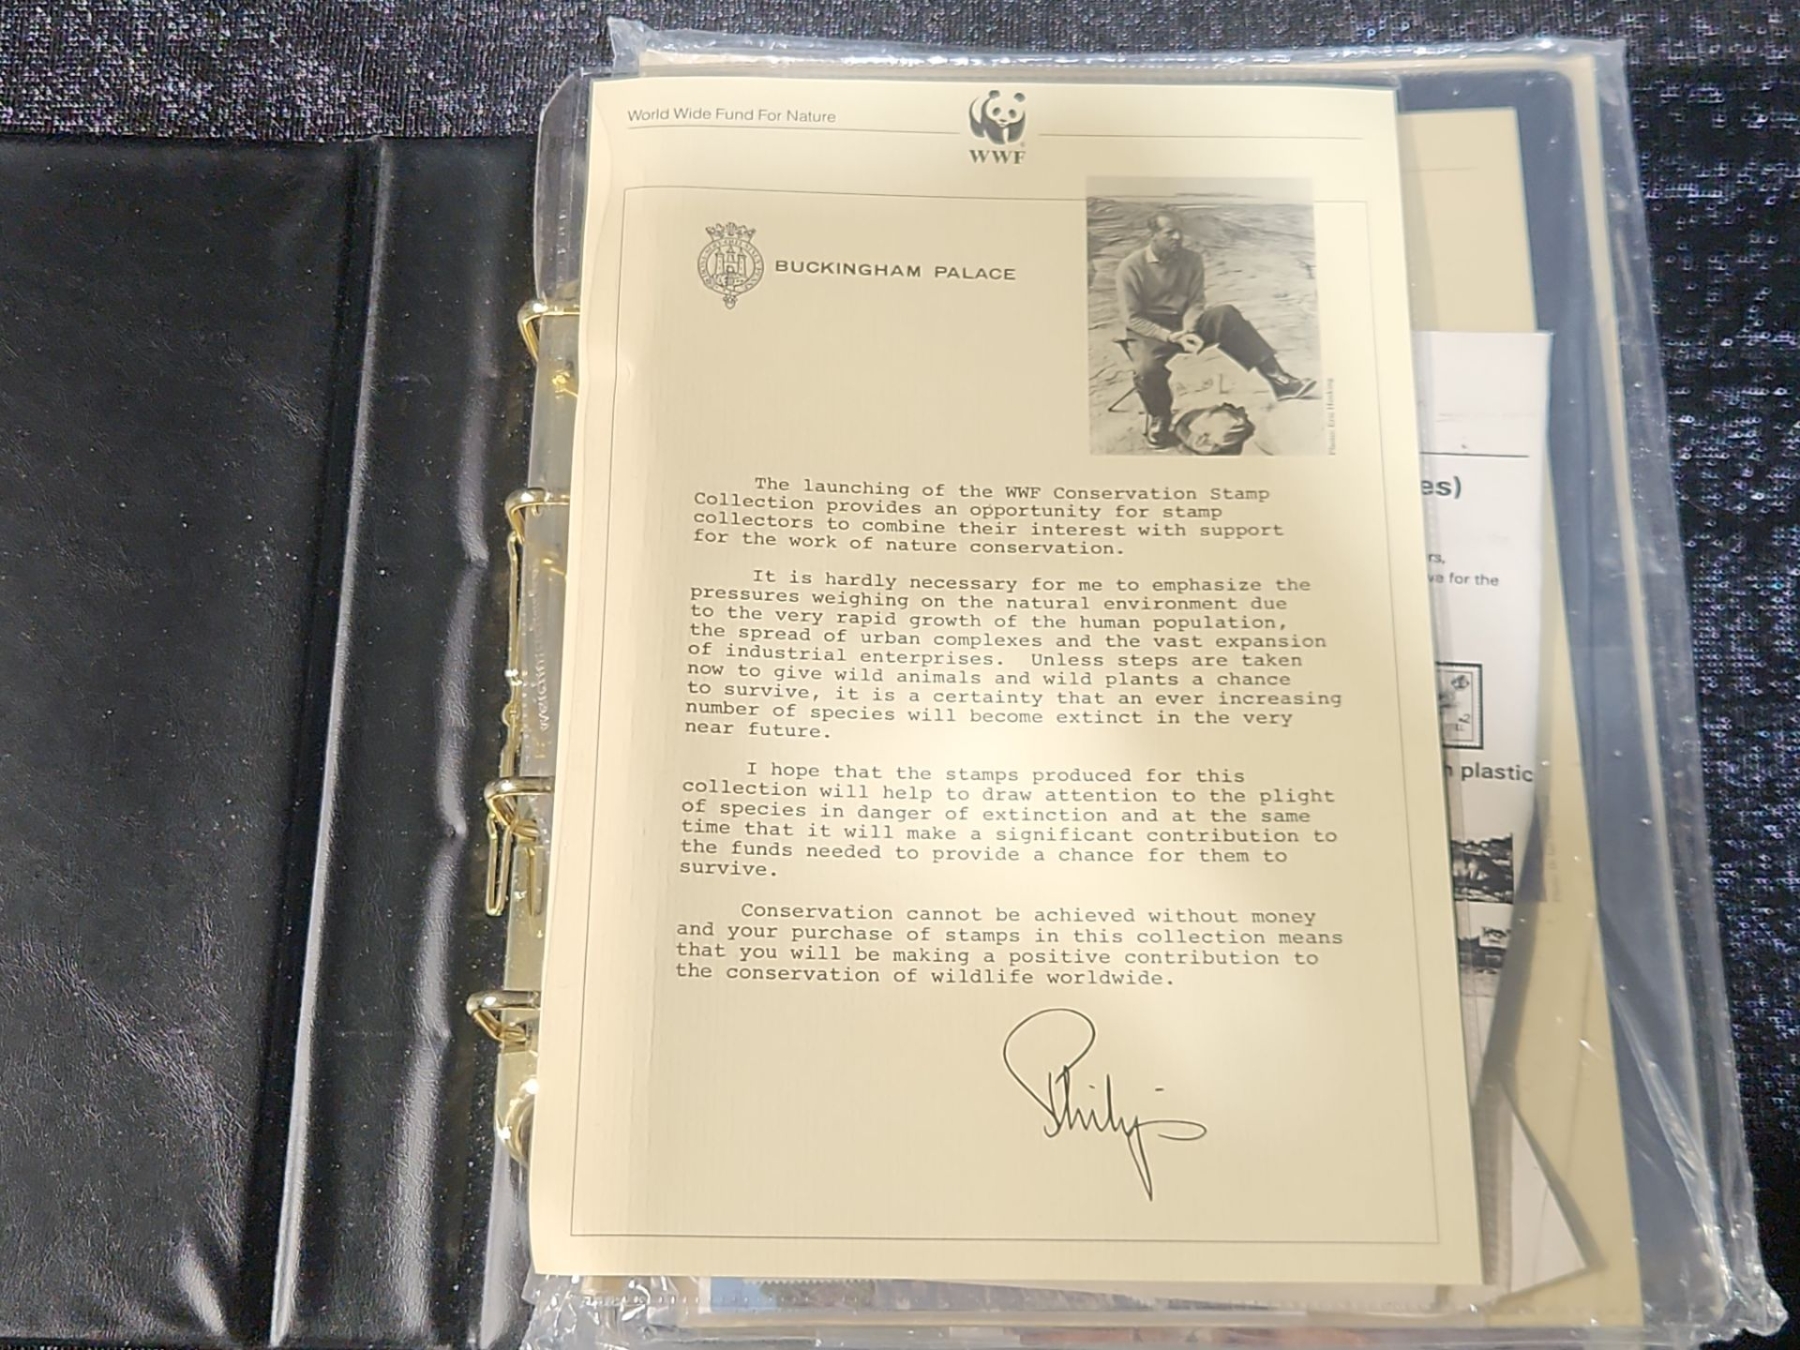 World Wide Fund For Nature
WWF
BUCKINGHAM PALACE
Photo: Eric Hosking
The launching of the WWF Conservation Stamp
Collection provides an opportunity for stamp
collectors to combine their interest with support
for the work of nature conservation.
It is hardly necessary for me to emphasize the
pressures weighing on the natural environment due
to the very rapid growth of the human population,
the spread of urban complexes and the vast expansion
of industrial enterprises. Unless steps are taken
now to give wild animals and wild plants a chance
to survive, it is a certainty that an ever increasing
number of species will become extinct in the very
near future.
I hope that the stamps produced for this
collection will help to draw attention to the plight
of species in danger of extinction and at the same
time that it will make a significant contribution to
the funds needed to provide a chance for them to
survive.
Conservation cannot be achieved without money
and your purchase of stamps in this collection means
that you will be making a positive contribution to
the conservation of wildlife worldwide.
Philip
es)
rs,
va for the
h plastic